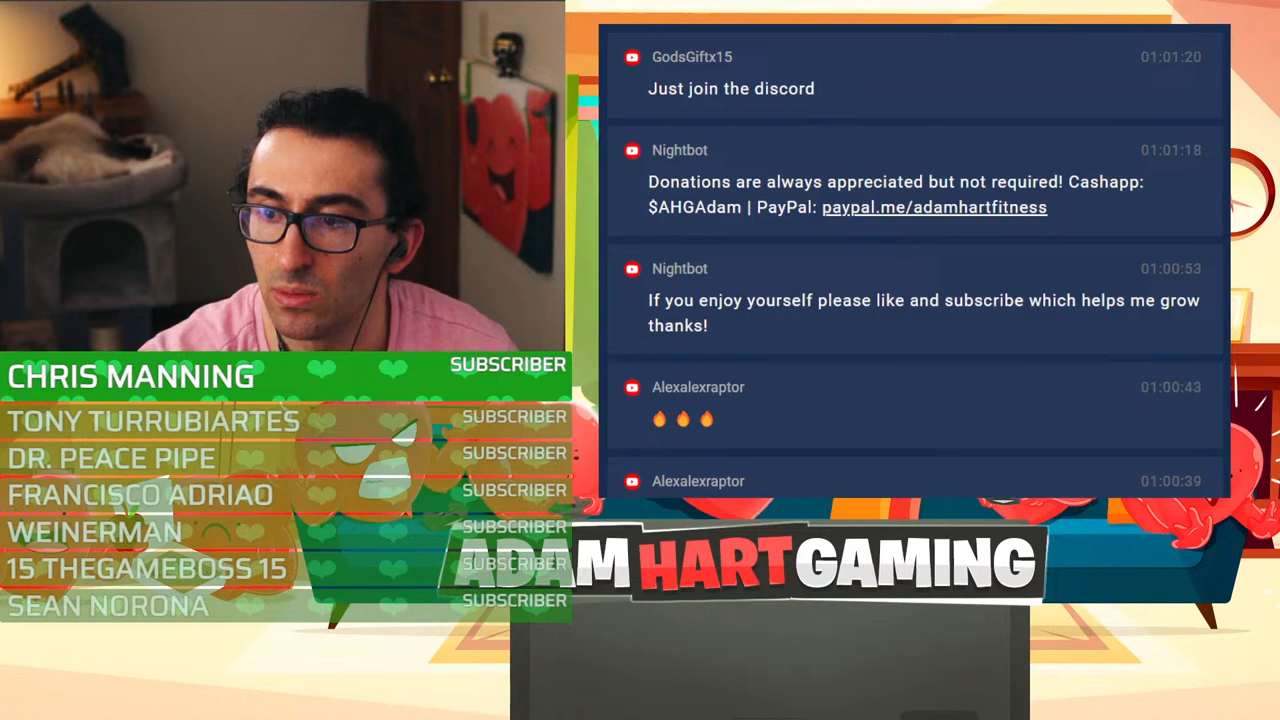 GodsGiftx15 01:01:20
Just join the discord
Nightbot 01:01:18
Donations are always appreciated but not required! Cashapp:
$AHGAdam | PayPal: paypal.me/adamhartfitness
Nightbot 01:00:53
If you enjoy yourself please like and subscribe which helps me grow
thanks!
Alexalexraptor 01:00:43
🔥🔥🔥
Alexalexraptor 01:00:39
CHRIS MANNING SUBSCRIBER
TONY TURRUBIARTES SUBSCRIBER
DR. PEACE PIPE SUBSCRIBER
FRANCISCO ADRIAO SUBSCRIBER
WEINERMAN SUBSCRIBER
15 THEGAMEBOSS 15 SUBSCRIBER
SEAN NORONA SUBSCRIBER
ADAM HART GAMING